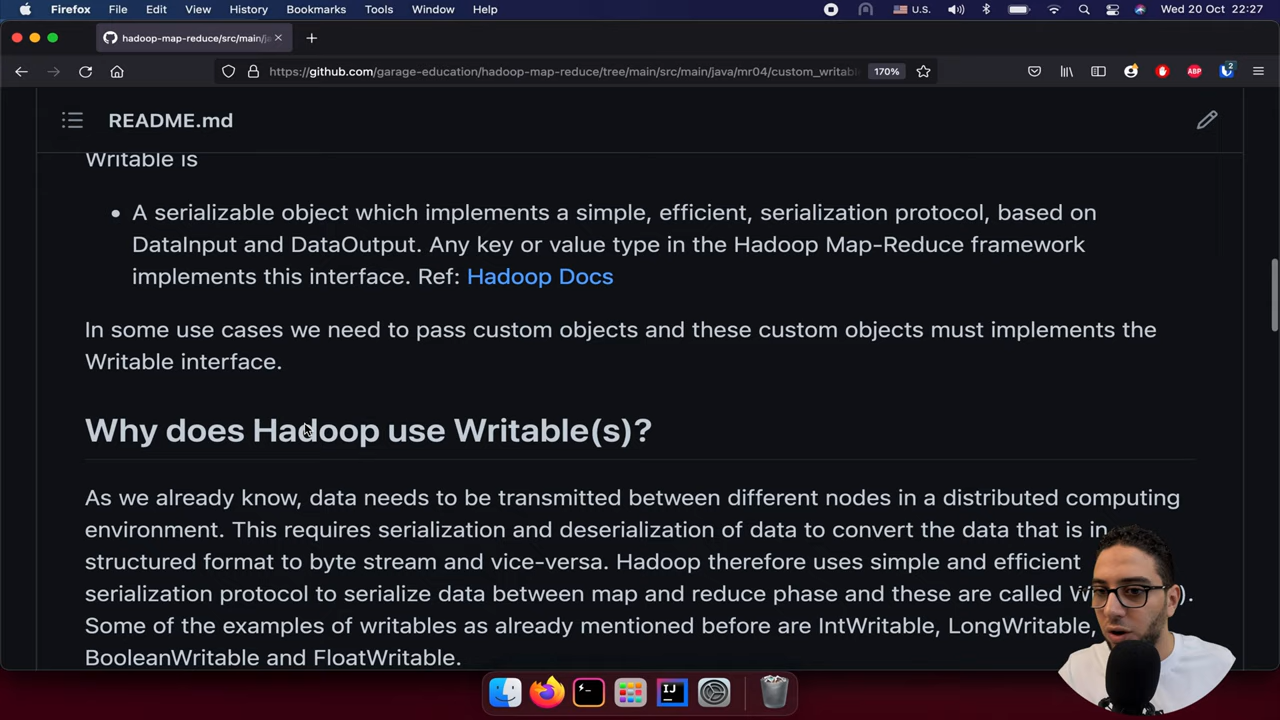 Firefox File Edit View History Bookmarks Tools Window Help U.S. Wed 20 Oct 22:27
hadoop-map-reduce/src/main/ja
https://github.com/garage-education/hadoop-map-reduce/tree/main/src/main/java/mr04/custom_writabl 170%
ABP 2
README.md
Writable is
• A serializable object which implements a simple, efficient, serialization protocol, based on
DataInput and DataOutput. Any key or value type in the Hadoop Map-Reduce framework
implements this interface. Ref: Hadoop Docs
In some use cases we need to pass custom objects and these custom objects must implements the
Writable interface.
Why does Hadoop use Writable(s)?
As we already know, data needs to be transmitted between different nodes in a distributed computing
environment. This requires serialization and deserialization of data to convert the data that is in
structured format to byte stream and vice-versa. Hadoop therefore uses simple and efficient
serialization protocol to serialize data between map and reduce phase and these are called
Some of the examples of writables as already mentioned before are IntWritable, LongWritable,
BooleanWritable and FloatWritable.
IJ